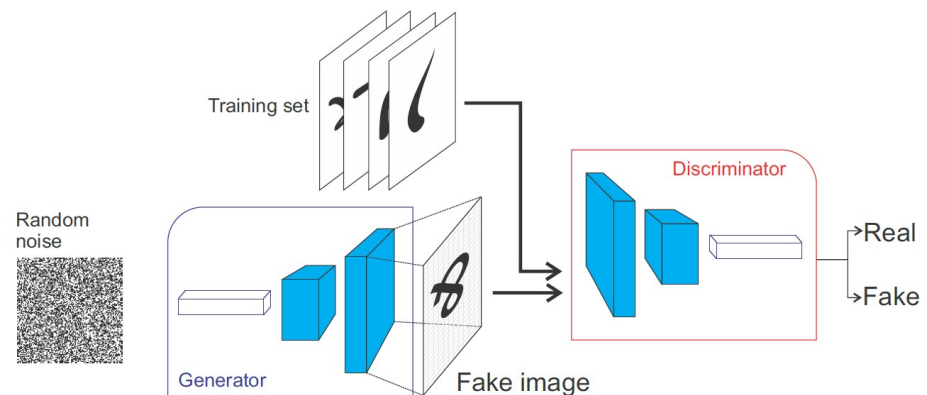 Training set
Discriminator
Random
noise
Real
Fake
Generator
Fake image